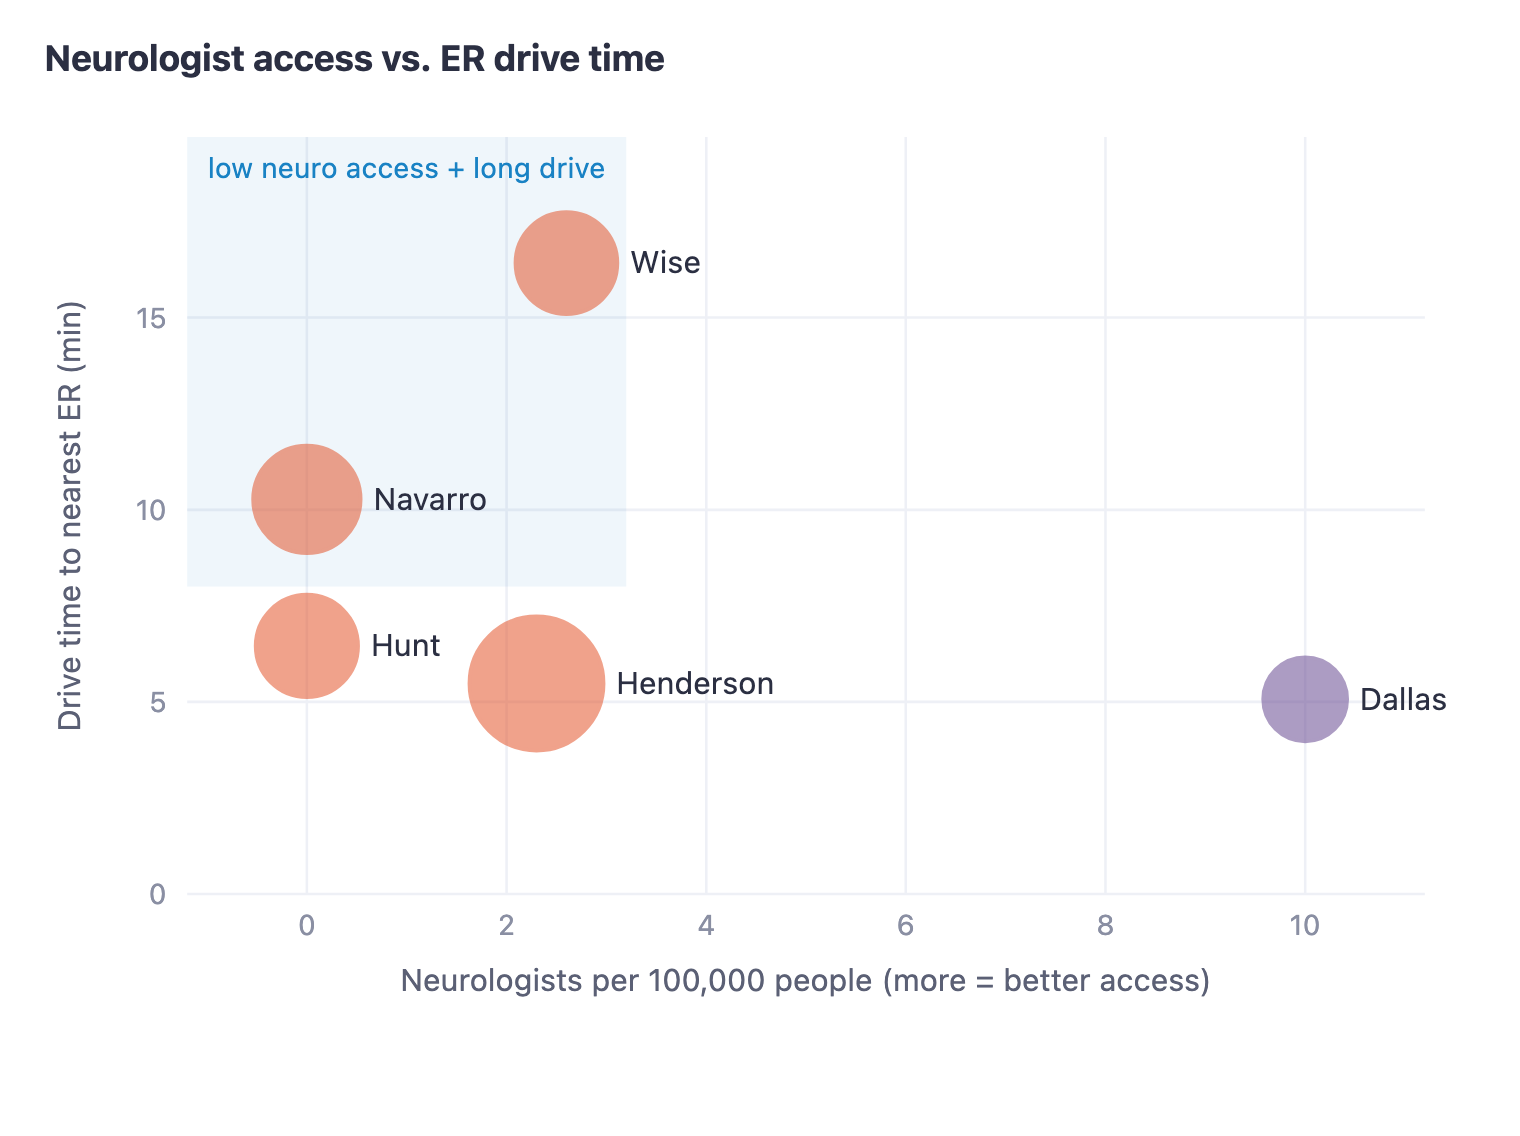 Neurologist access vs. ER drive time
low neuro access + long drive
Wise
15
Navarro
10
Hunt
Henderson
Dallas
5
0
0 2 4 6 8 10
Drive time to nearest ER (min)
Neurologists per 100,000 people (more = better access)